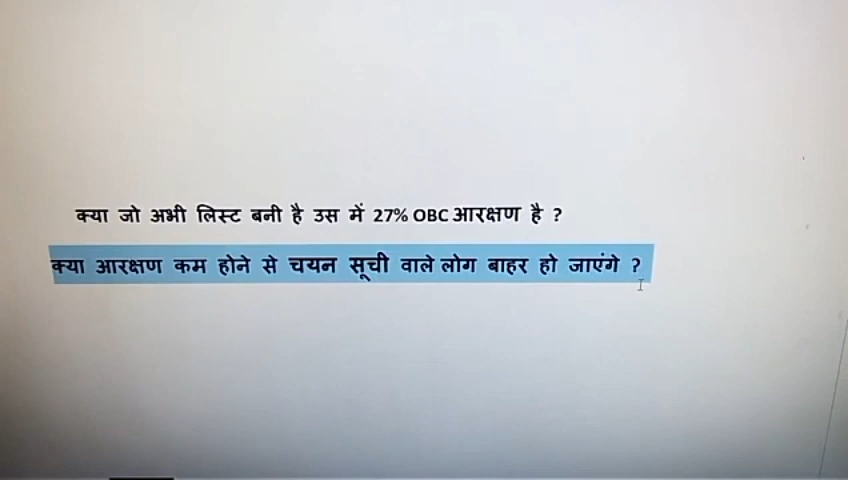 क्या जो अभी लिस्ट बनी है उस में 27% OBC आरक्षण है ?
क्या आरक्षण कम होने से चयन सूची वाले लोग बाहर हो जाएंगे ?